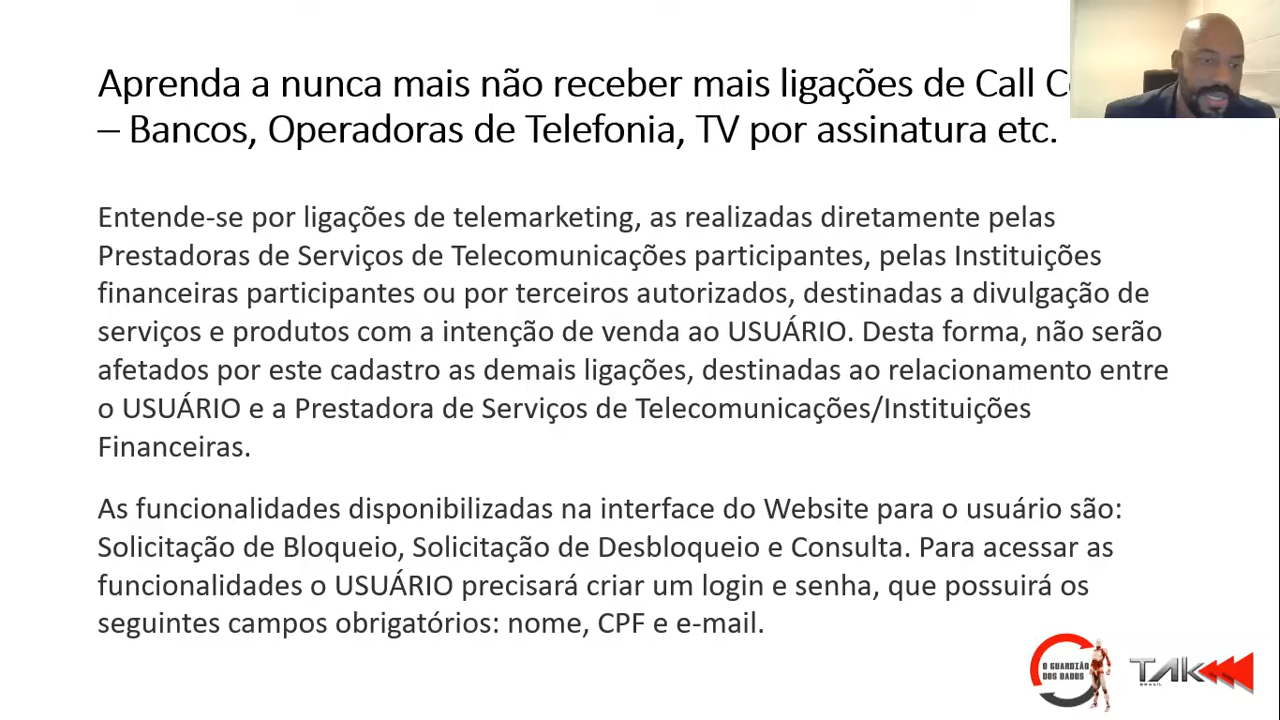 Aprenda a nunca mais não receber mais ligações de Call
– Bancos, Operadoras de Telefonia, TV por assinatura etc.
Entende-se por ligações de telemarketing, as realizadas diretamente pelas
Prestadoras de Serviços de Telecomunicações participantes, pelas Instituições
financeiras participantes ou por terceiros autorizados, destinadas a divulgação de
serviços e produtos com a intenção de venda ao USUÁRIO. Desta forma, não serão
afetados por este cadastro as demais ligações, destinadas ao relacionamento entre
o USUÁRIO e a Prestadora de Serviços de Telecomunicações/Instituições
Financeiras.
As funcionalidades disponibilizadas na interface do Website para o usuário são:
Solicitação de Bloqueio, Solicitação de Desbloqueio e Consulta. Para acessar as
funcionalidades o USUÁRIO precisará criar um login e senha, que possuirá os
seguintes campos obrigatórios: nome, CPF e e-mail.
O GUARDIÃO
DOS DADOS
TAK
BRASIL